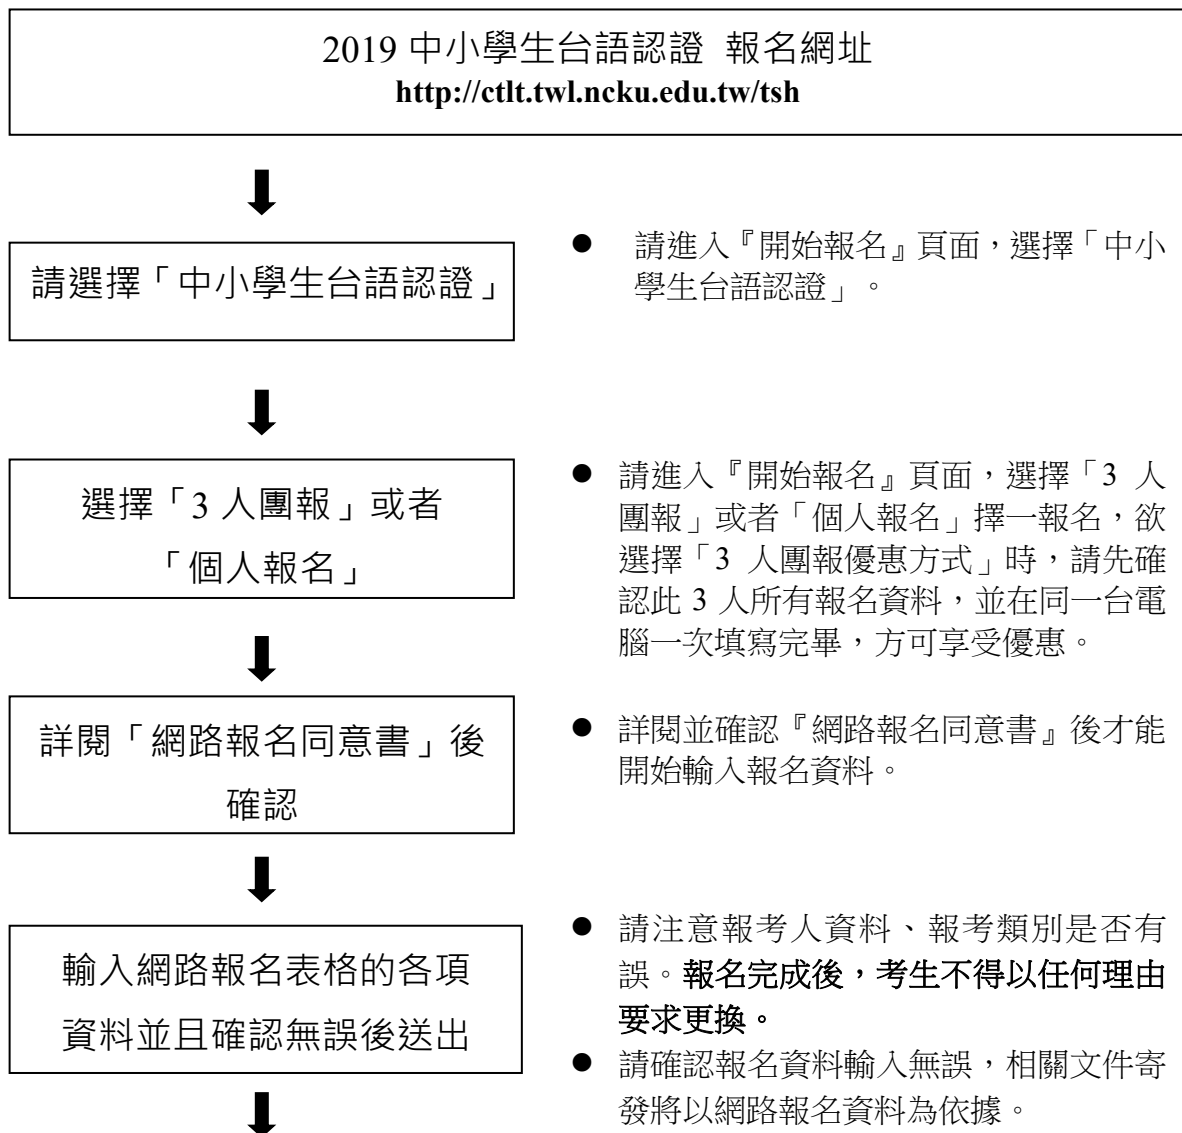 2019 中小學生台語認證 報名網址
http://ctlt.twl.ncku.edu.tw/tsh
請選擇「中小學生台語認證」
● 請進入『開始報名』頁面，選擇「中小
學生台語認證」。
選擇「3 人團報」或者
「個人報名」
● 請進入『開始報名』頁面，選擇「3 人
團報」或者「個人報名」擇一報名，欲
選擇「3 人團報優惠方式」時，請先確
認此 3 人所有報名資料，並在同一台電
腦一次填寫完畢，方可享受優惠。
詳閱「網路報名同意書」後
確認
● 詳閱並確認『網路報名同意書』後才能
開始輸入報名資料。
輸入網路報名表格的各項
資料並且確認無誤後送出
● 請注意報考人資料、報考類別是否有
誤。報名完成後，考生不得以任何理由
要求更換。
● 請確認報名資料輸入無誤，相關文件寄
發將以網路報名資料為依據。